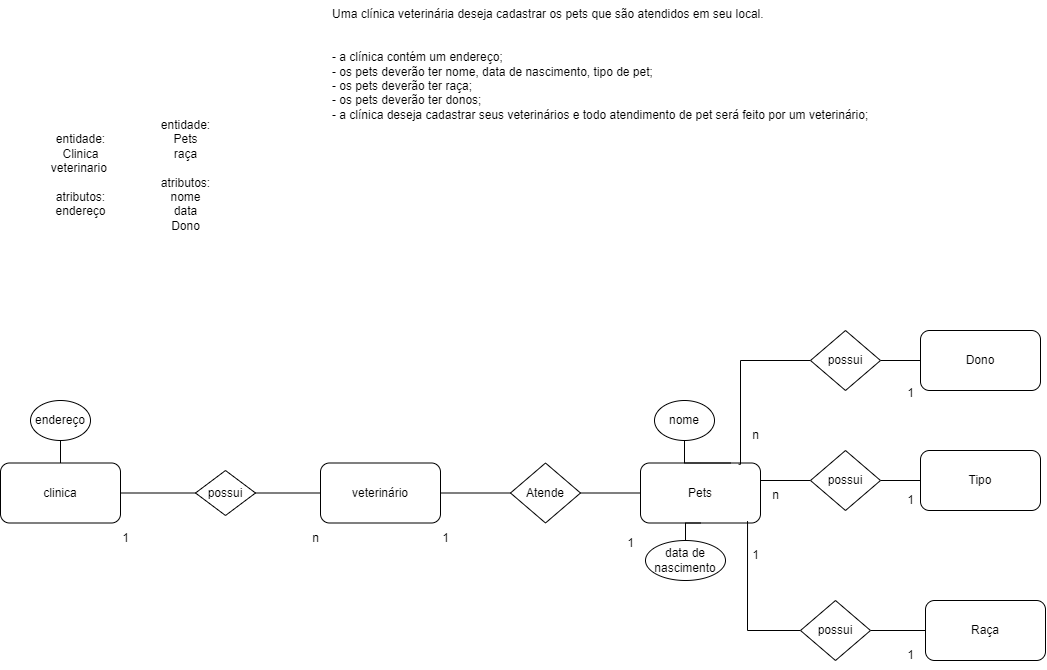 Uma clínica veterinária deseja cadastrar os pets que são atendidos em seu local.
- a clínica contém um endereço;
- os pets deverão ter nome, data de nascimento, tipo de pet;
- os pets deverão ter raça;
- os pets deverão ter donos;
- a clínica deseja cadastrar seus veterinários e todo atendimento de pet será feito por um veterinário;
entidade:
Clinica
veterinario
atributos:
endereço
entidade:
Pets
raça
atributos:
nome
data
Dono
possui
Dono
1
n
endereço
nome
clinica
possui
veterinário
Atende
Pets
possui
Tipo
1
n
1
n
1
1
data de
nascimento
1
possui
Raça
1